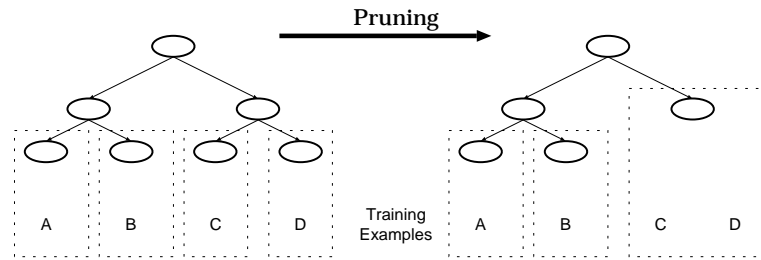 Pruning
A B C D
Training
Examples
A B C D